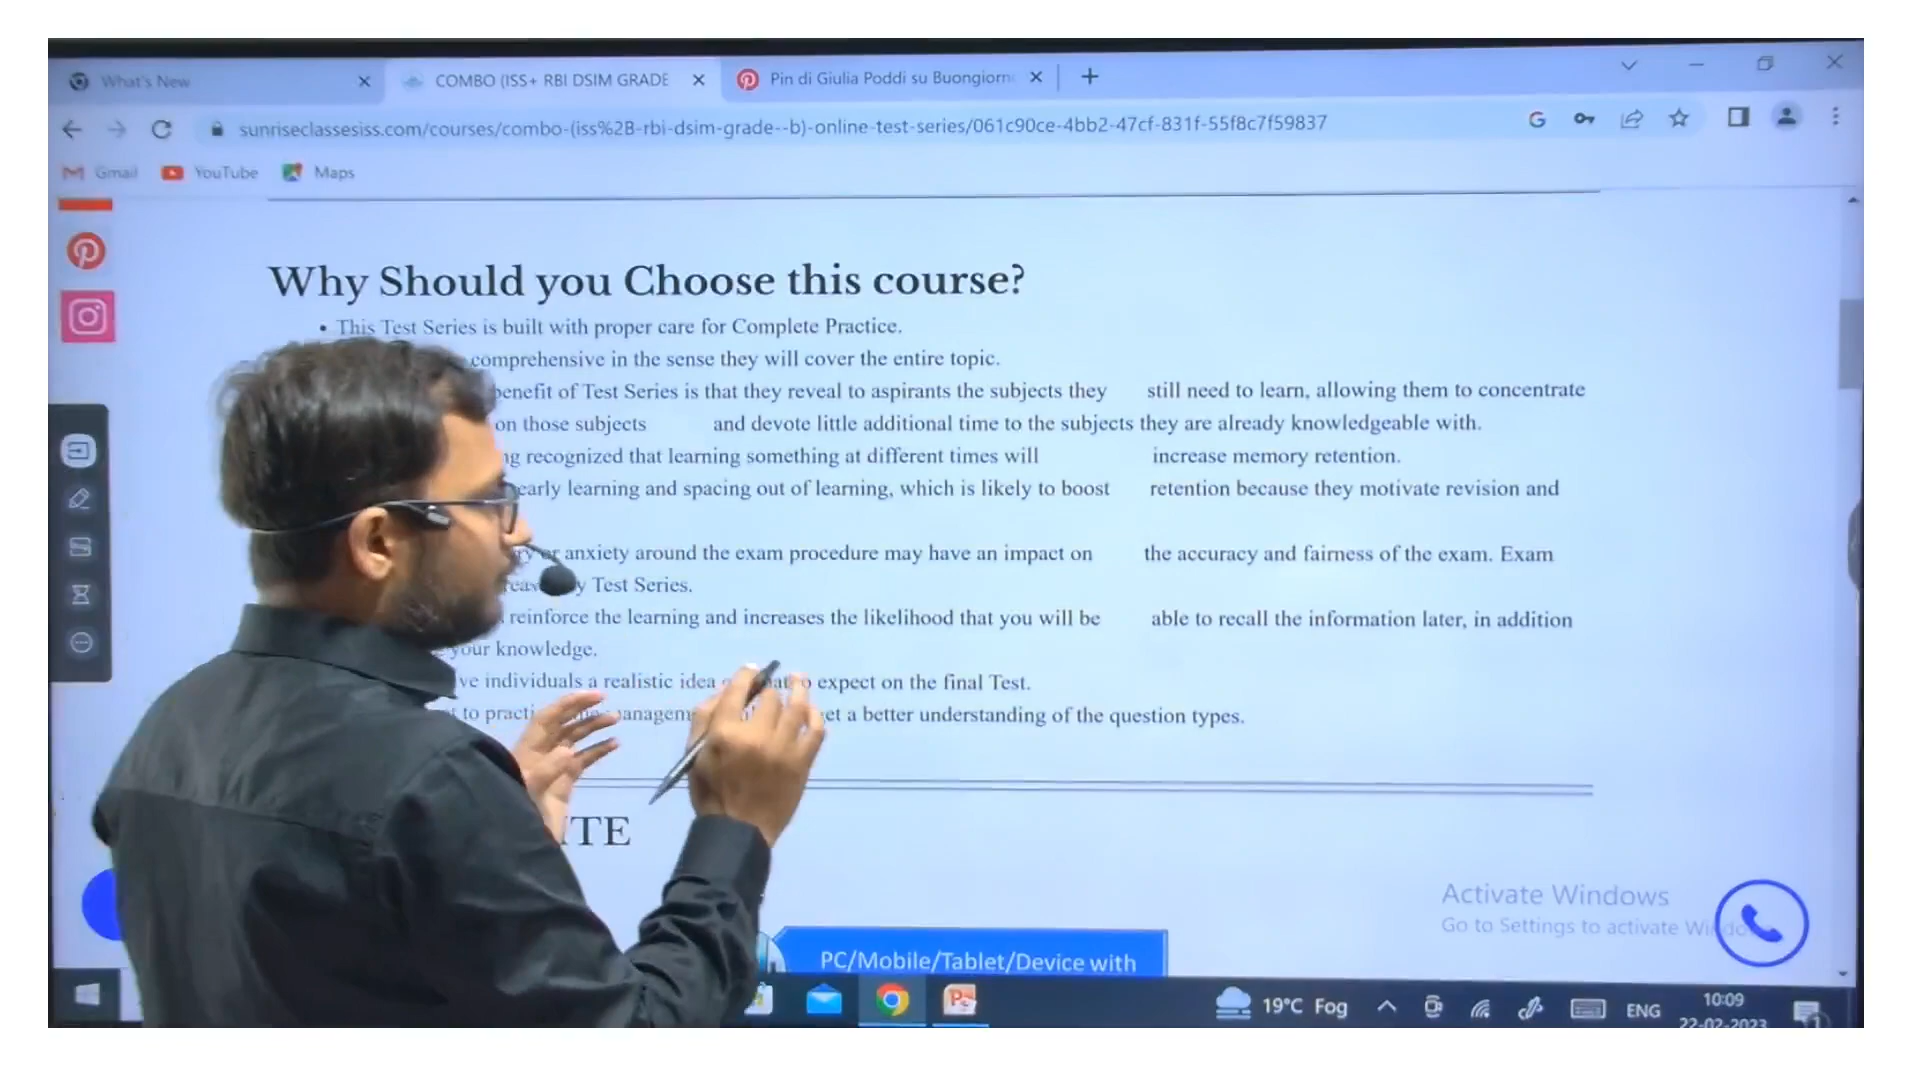 What's New
COMBO (ISS+ RBI DSIM GRADE
Pin di Giulia Poddi su Buongiorn
sunriseclassesiss.com/courses/combo-(iss%2B-rbi-dsim-grade--b)-online-test-series/061c90ce-4bb2-47cf-831f-55f8c7f59837
Gmail YouTube Maps
Why Should you Choose this course?
• This Test Series is built with proper care for Complete Practice.
comprehensive in the sense they will cover the entire topic.
benefit of Test Series is that they reveal to aspirants the subjects they still need to learn, allowing them to concentrate
on those subjects and devote little additional time to the subjects they are already knowledgeable with.
recognized that learning something at different times will increase memory retention.
early learning and spacing out of learning, which is likely to boost retention because they motivate revision and
or anxiety around the exam procedure may have an impact on the accuracy and fairness of the exam. Exam
Test Series.
reinforce the learning and increases the likelihood that you will be able to recall the information later, in addition
your knowledge.
individuals a realistic idea expect on the final Test.
to a better understanding of the question types.
PC/Mobile/Tablet/Device with
Activate Windows
Go to Settings to activate
19°C Fog
ENG
10:09
22-02-2023